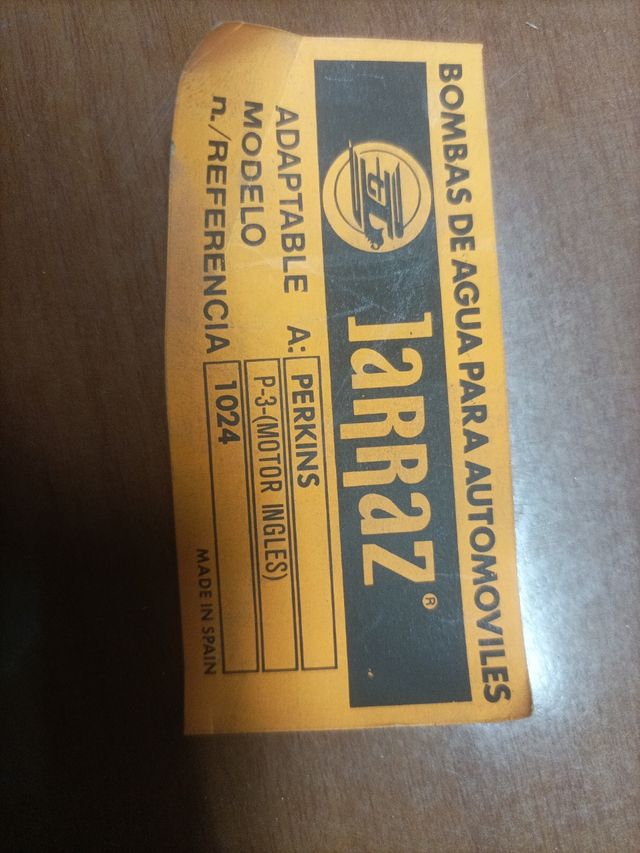 BOMBAS DE AGUA PARA AUTOMOVILES
JARRAZ®
ADAPTABLE A: PERKINS
MODELO P-3-(MOTOR INGLES)
n./REFERENCIA 1024
MADE IN SPAIN